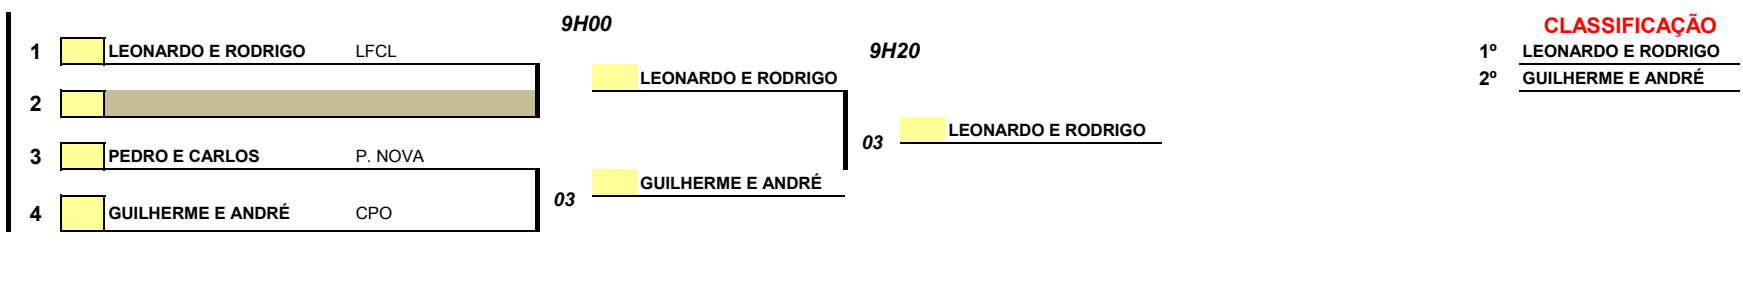 9H00
CLASSIFICAÇÃO
1 LEONARDO E RODRIGO LFCL 9H20 1º LEONARDO E RODRIGO
LEONARDO E RODRIGO 2º GUILHERME E ANDRÉ
2
03 LEONARDO E RODRIGO
3 PEDRO E CARLOS P. NOVA
GUILHERME E ANDRÉ
03
4 GUILHERME E ANDRÉ CPO